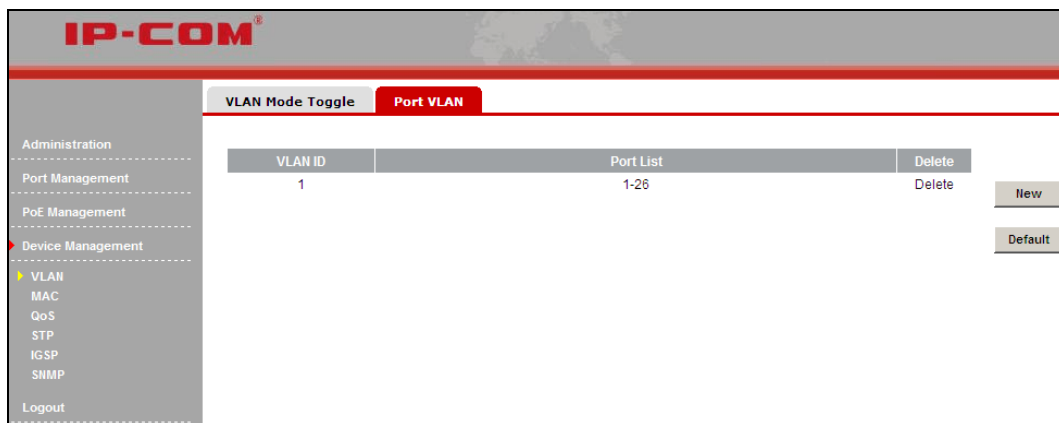 IP-COM®
VLAN Mode Toggle Port VLAN
Administration
Port Management
PoE Management
Device Management
VLAN
MAC
QoS
STP
IGSP
SNMP
Logout
VLAN ID Port List Delete
1 1-26 Delete
New
Default